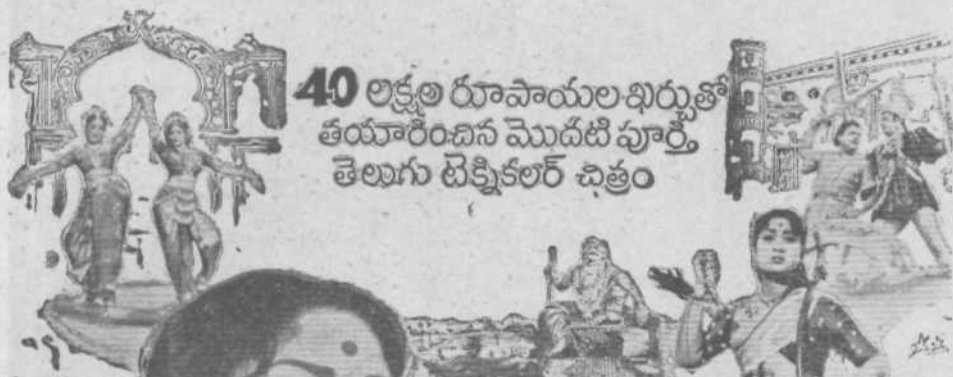 40 లక్షల రూపాయల ఖర్చుతో
తయారించిన మొదటి పూర్తి
తెలుగు టెక్నికలర్ చిత్రం